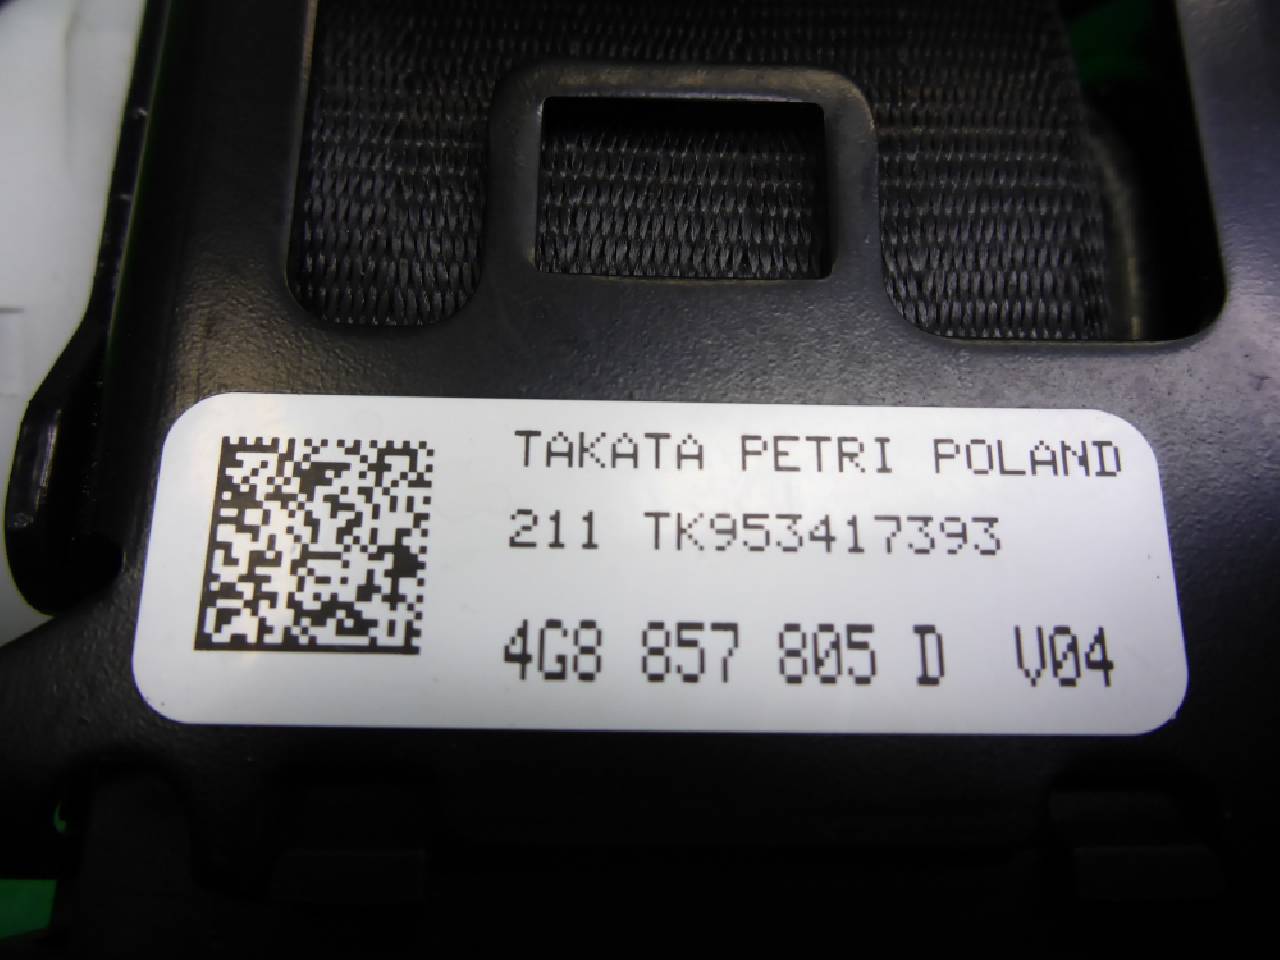 TAKATA PETRI POLAND
211 TK953417393
4G8 857 805 D V04